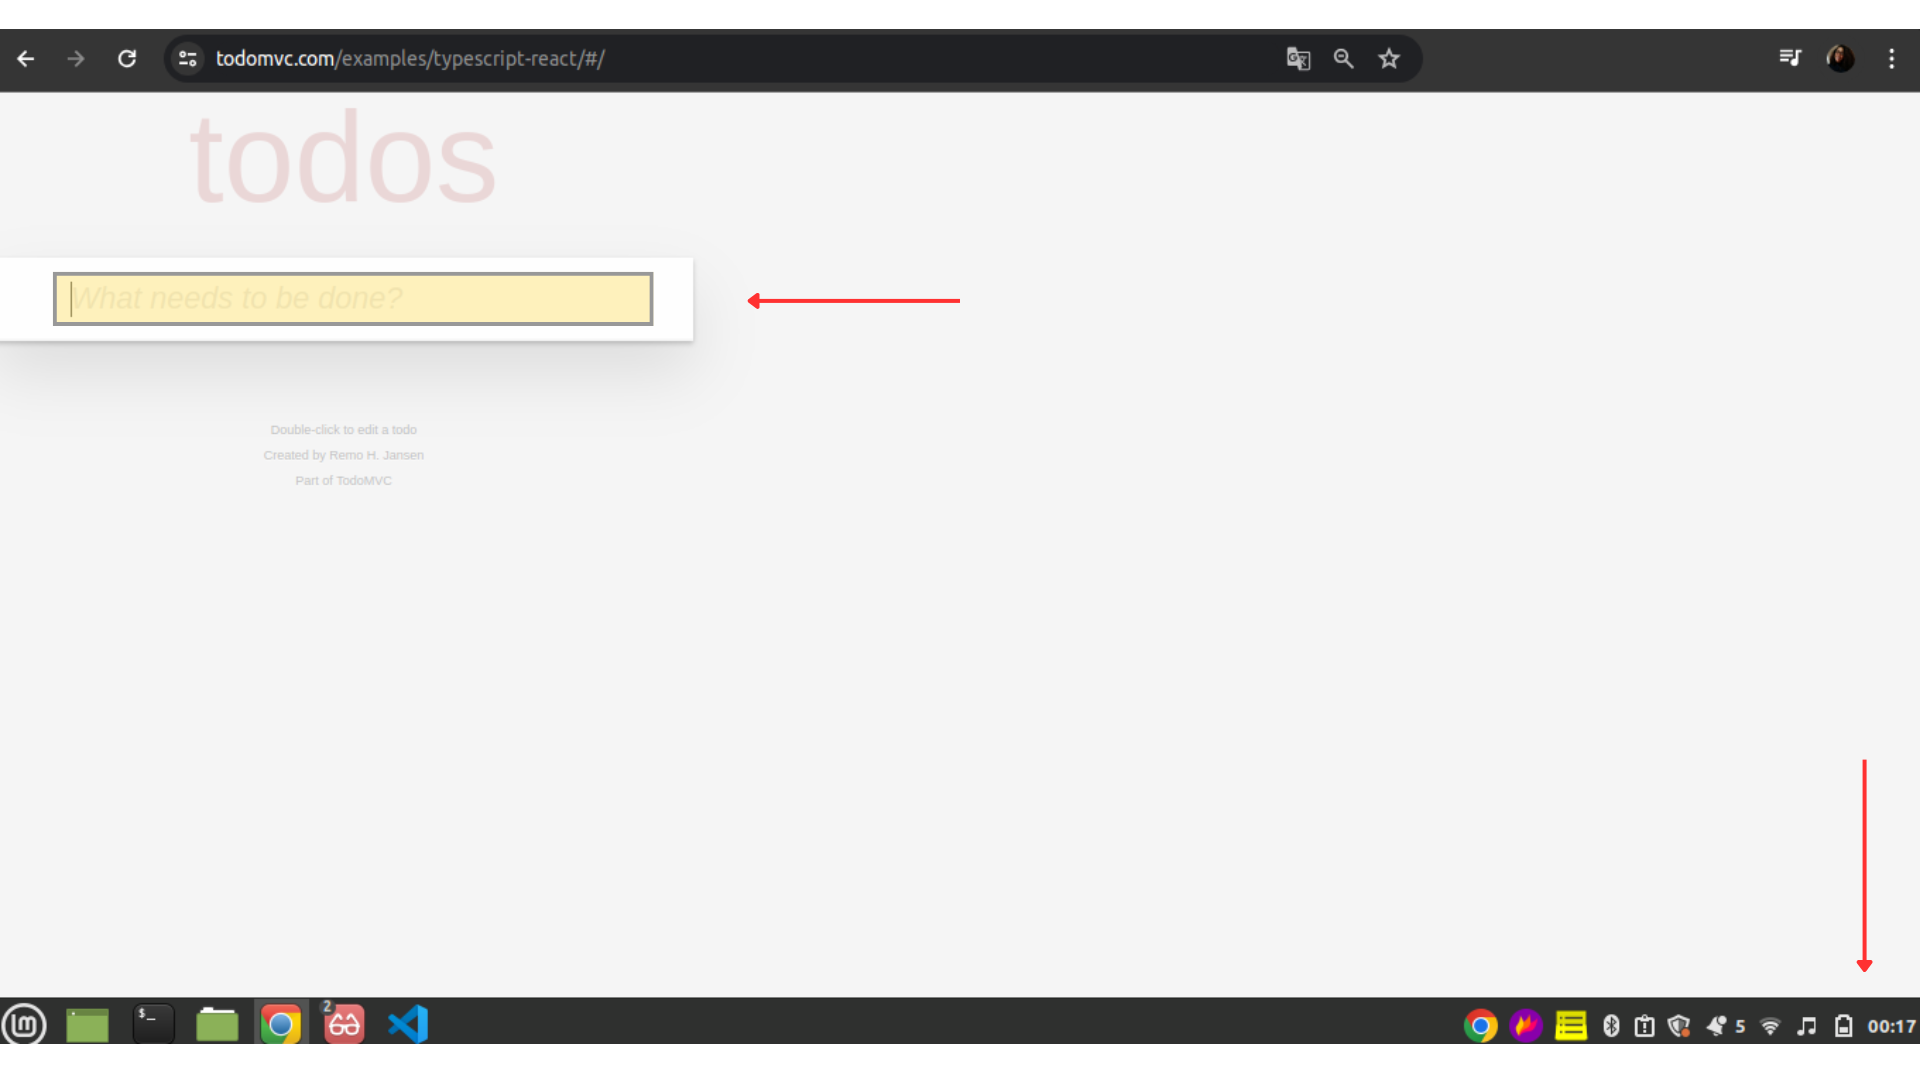 todomvc.com/examples/typescript-react/#/
todos
What needs to be done?
Double-click to edit a todo
Created by Remo H. Jansen
Part of TodoMVC
$_
2
5
00:17